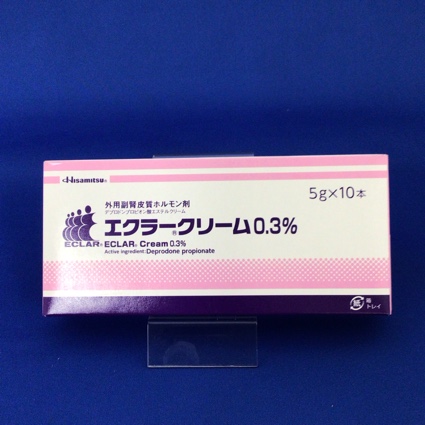 Hisamitsu®
5g×10本
外用副腎皮質ホルモン剤
デプロドンプロピオン酸エステルクリーム
エクラー®クリーム0.3%
ECLAR®
ECLAR® Cream 0.3%
Active ingredient : Deprodone propionate
紙
箱
トレイ